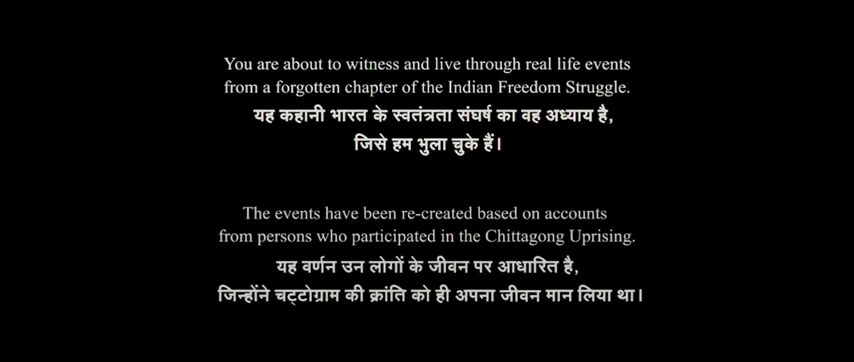 You are about to witness and live through real life events
from a forgotten chapter of the Indian Freedom Struggle.
यह कहानी भारत के स्वतंत्रता संघर्ष का वह अध्याय है,
जिसे हम भुला चुके हैं।
The events have been re-created based on accounts
from persons who participated in the Chittagong Uprising.
यह वर्णन उन लोगों के जीवन पर आधारित है,
जिन्होंने चट्टोग्राम की क्रांति को ही अपना जीवन मान लिया था।